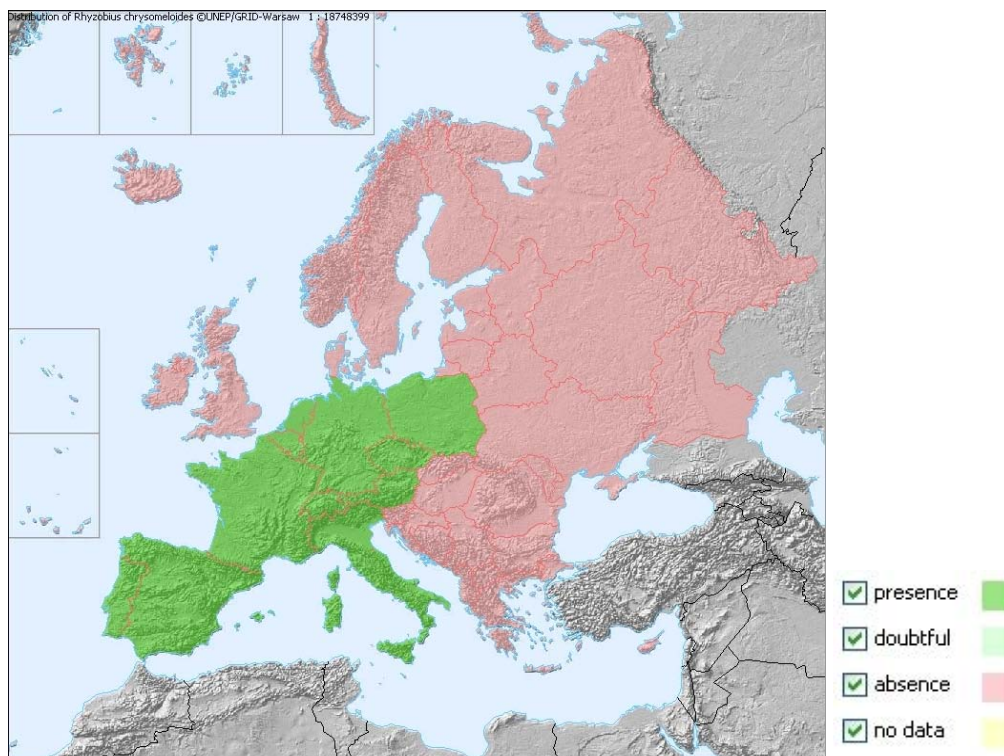 Distribution of Rhyzobius chrysomeloides ©UNEP/GRID-Warsaw 1 : 18748399
presence
doubtful
absence
no data